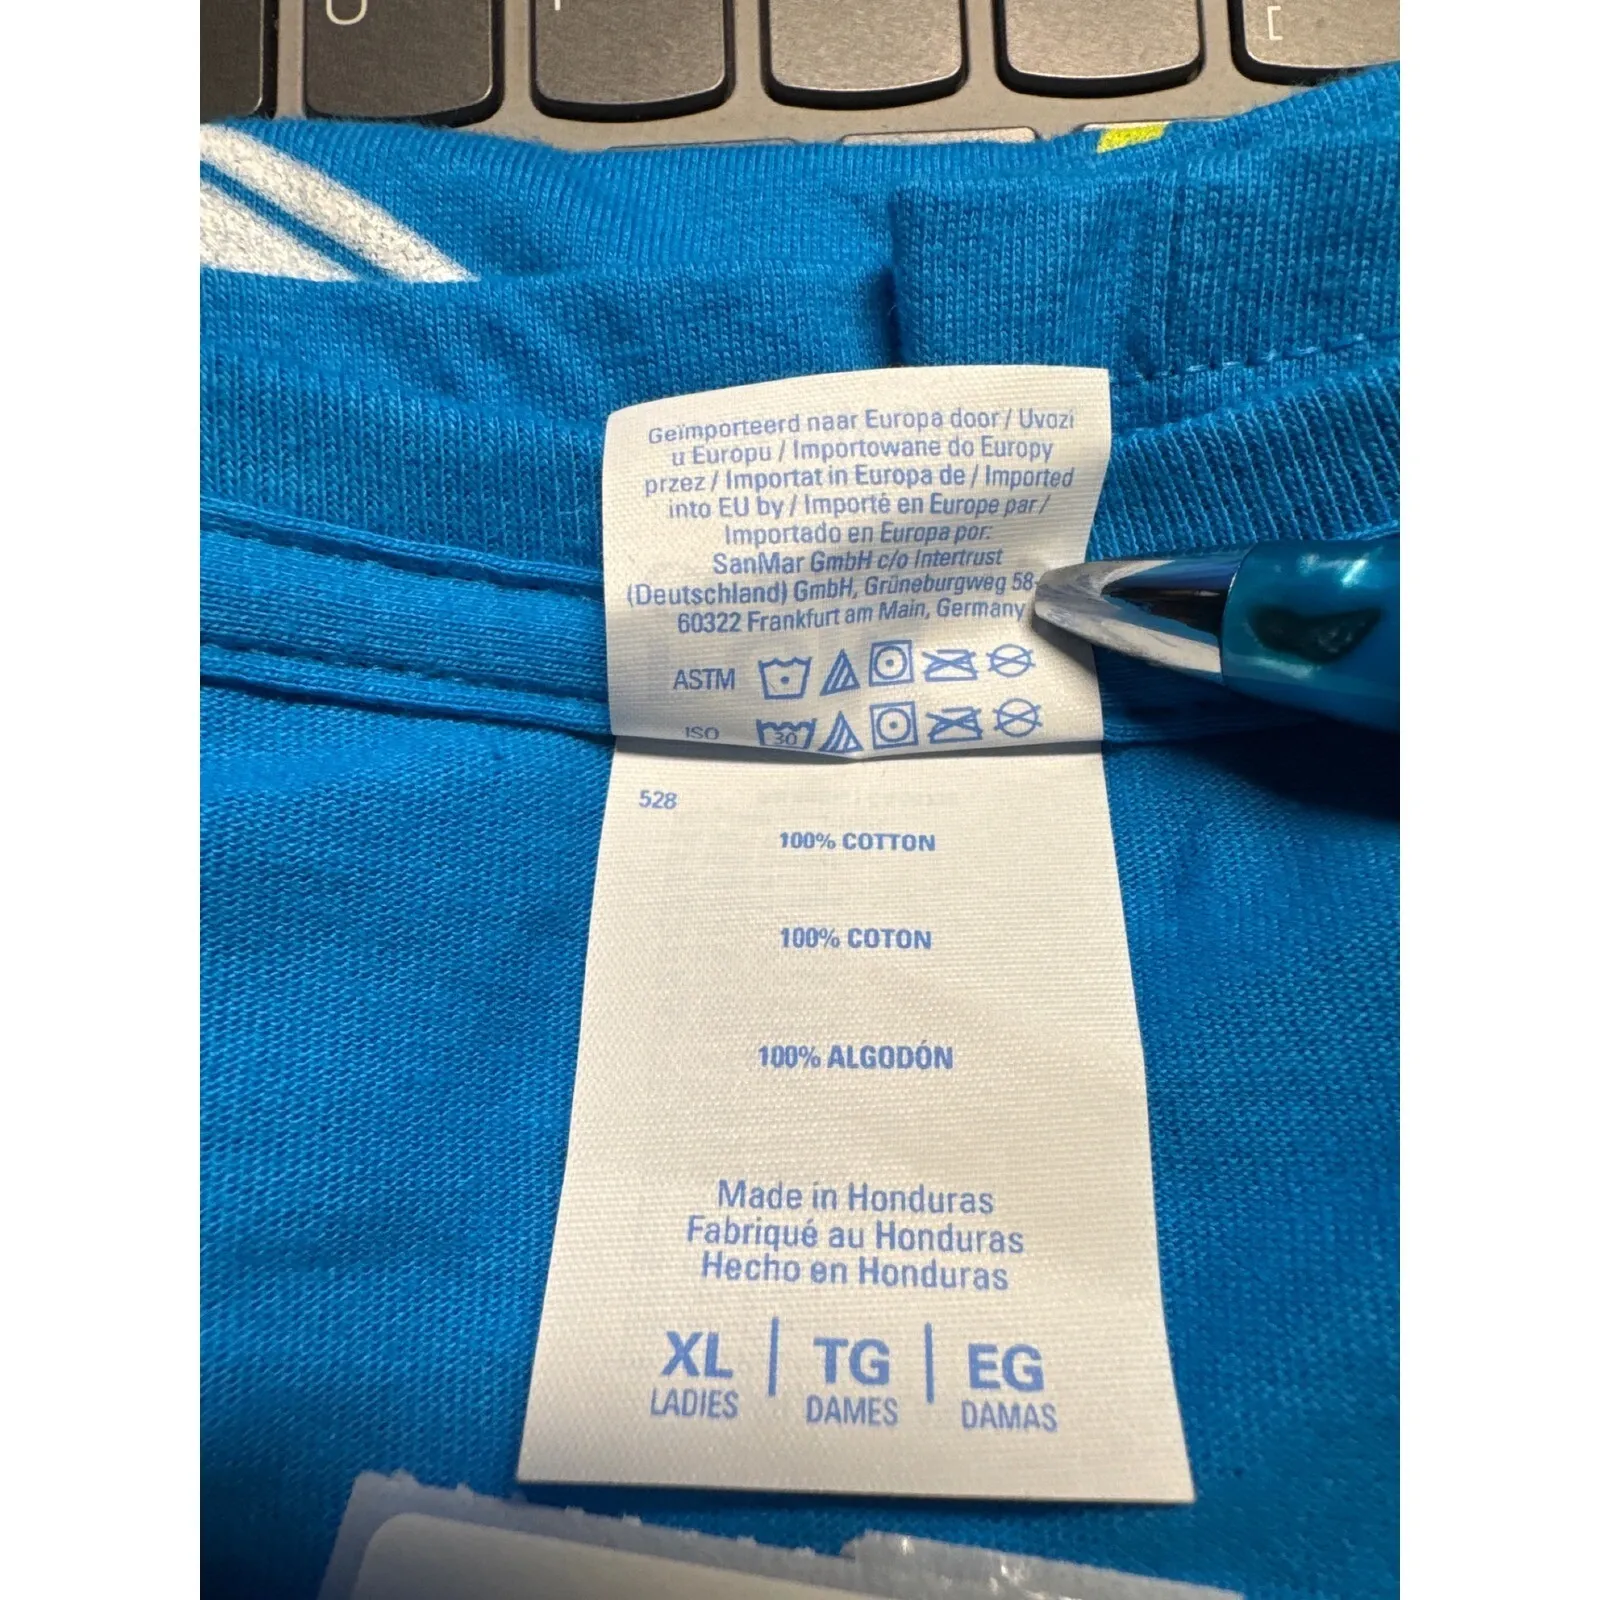 U
[
Geïmporteerd naar Europa door / Uvozi
u Europu / Importowane do Europy
przez / Importat in Europa de / Imported
into EU by / Importé en Europe par /
Importado en Europa por:
SanMar GmbH c/o Intertrust
(Deutschland) GmbH, Grüneburgweg 58-
60322 Frankfurt am Main, Germany
ASTM
ISO 30
528
100% COTTON
100% COTON
100% ALGODÓN
Made in Honduras
Fabriqué au Honduras
Hecho en Honduras
XL | TG | EG
LADIES DAMES DAMAS